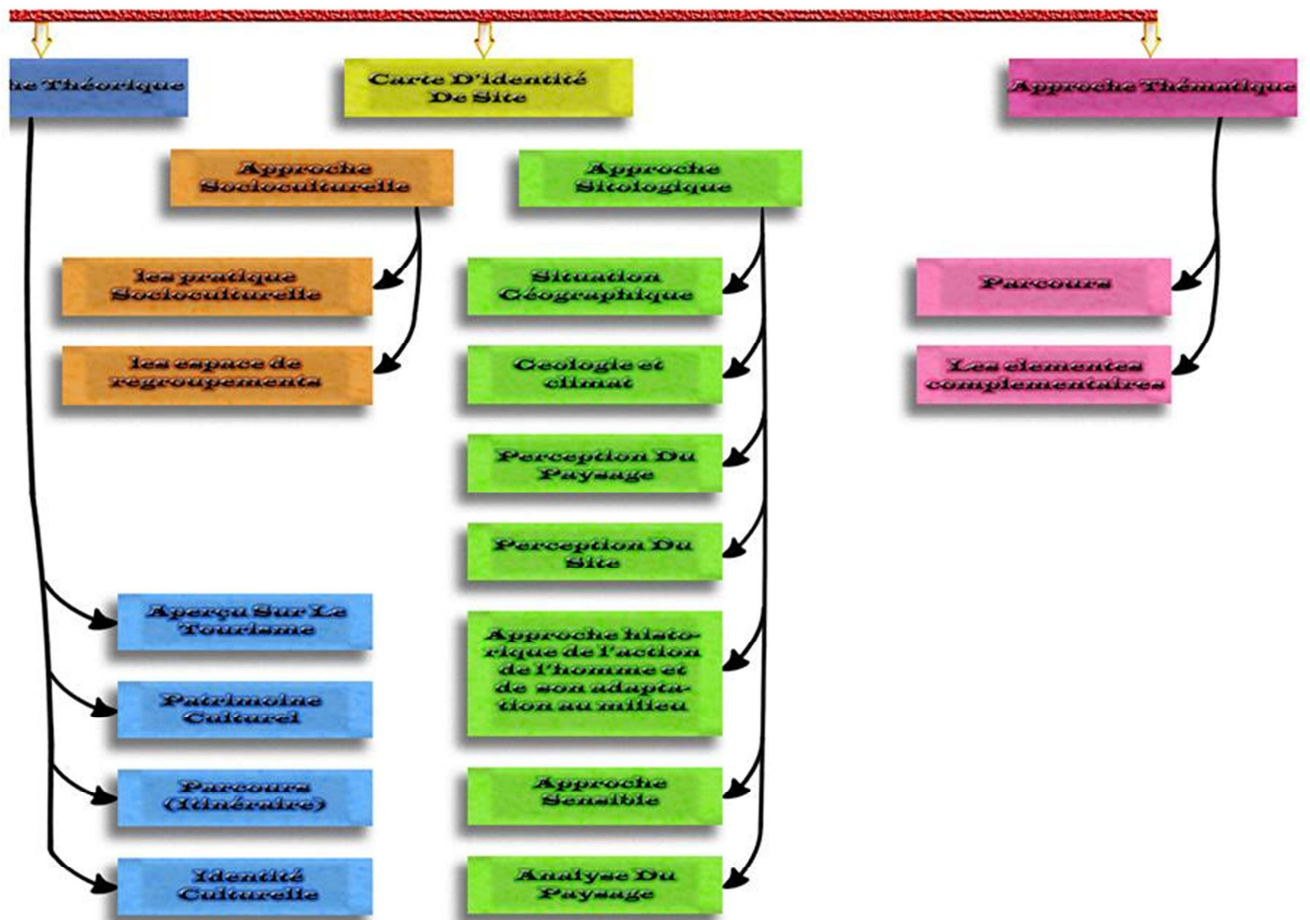 he Théorique
Carte D'identité
De Site
Approche Thématique
Approche
Socioculturelle
Approche
Sitologique
les pratique
Socioculturelle
Situation
Géographique
Parcours
les espace de
regroupements
Geologie et
climat
Les elementes
complementaires
Perception Du
Paysage
Perception Du
Site
Aperçu Sur Le
Tourisme
Approche histo-
rique de l'action
de l'homme et
de son adapta-
tion au milieu
Patrimoine
Culturel
Parcours
(Itinéraire)
Approche
Sensible
Identité
Culturelle
Analyse Du
Paysage